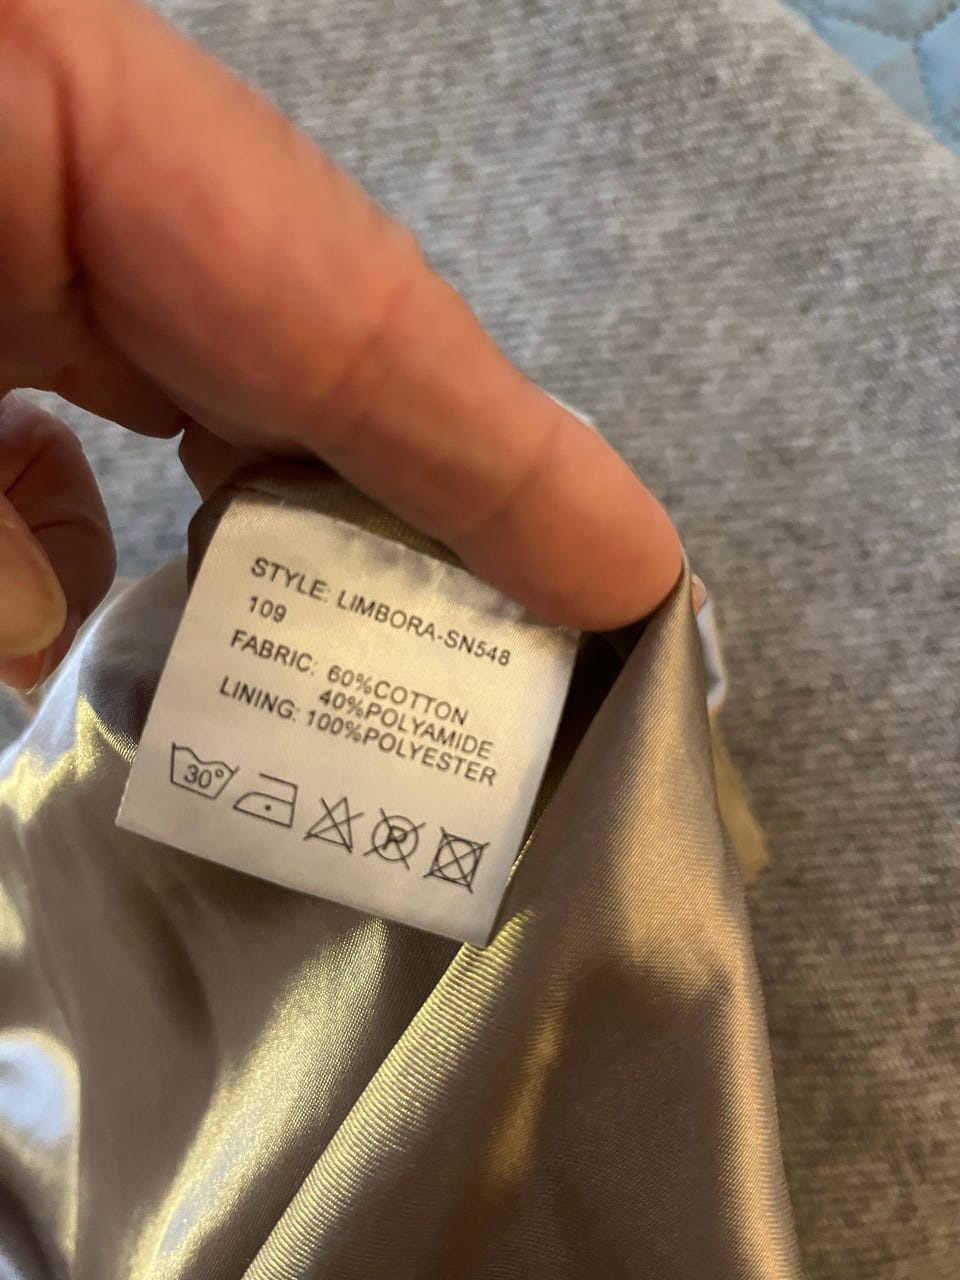 STYLE: LIMBORA-SN548
109
FABRIC: 60%COTTON
40%POLYAMIDE
LINING: 100%POLYESTER
30°
P